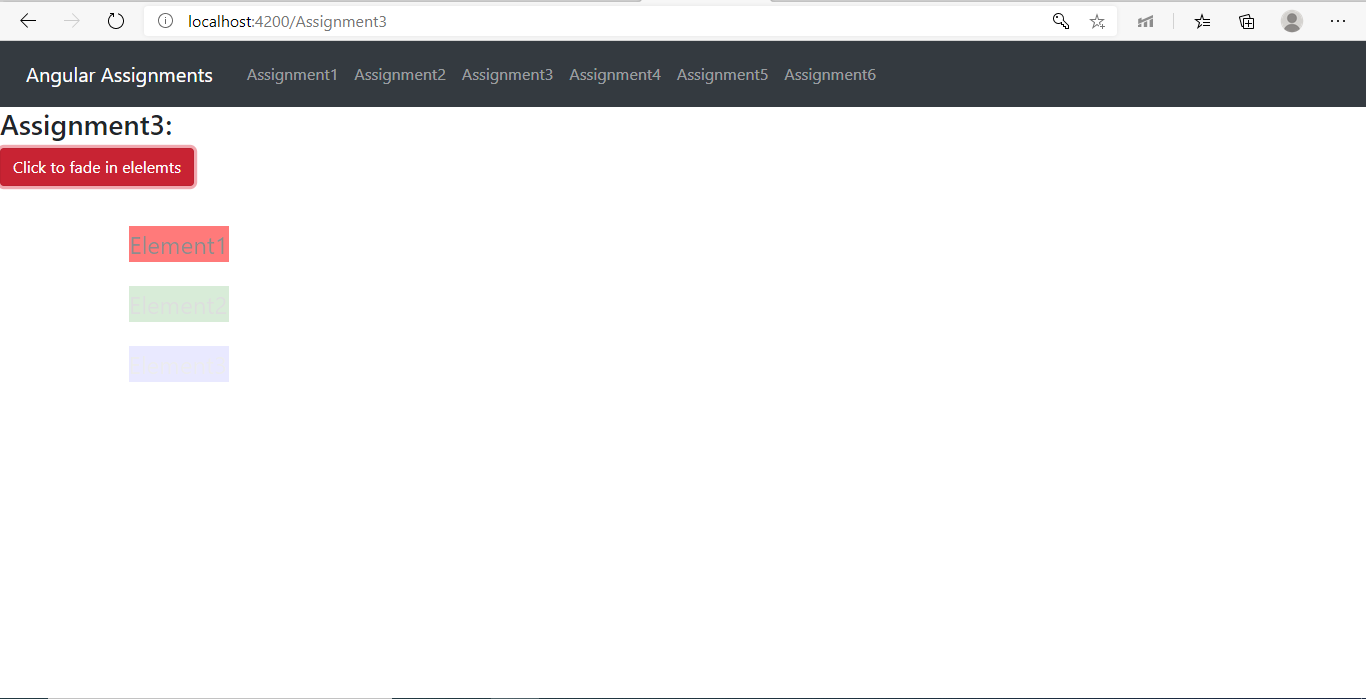 localhost:4200/Assignment3
Angular Assignments Assignment1 Assignment2 Assignment3 Assignment4 Assignment5 Assignment6
Assignment3:
Click to fade in elelemts
Element1
Element2